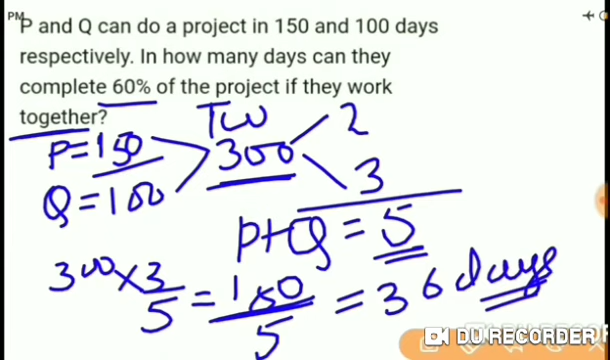 PM
P and Q can do a project in 150 and 100 days
respectively. In how many days can they
complete 60% of the project if they work
together?
TW
P=150
300
2
Q=100
3
P+Q = 5
300×3/5 = 180/5 = 36 days
DU RECORDER